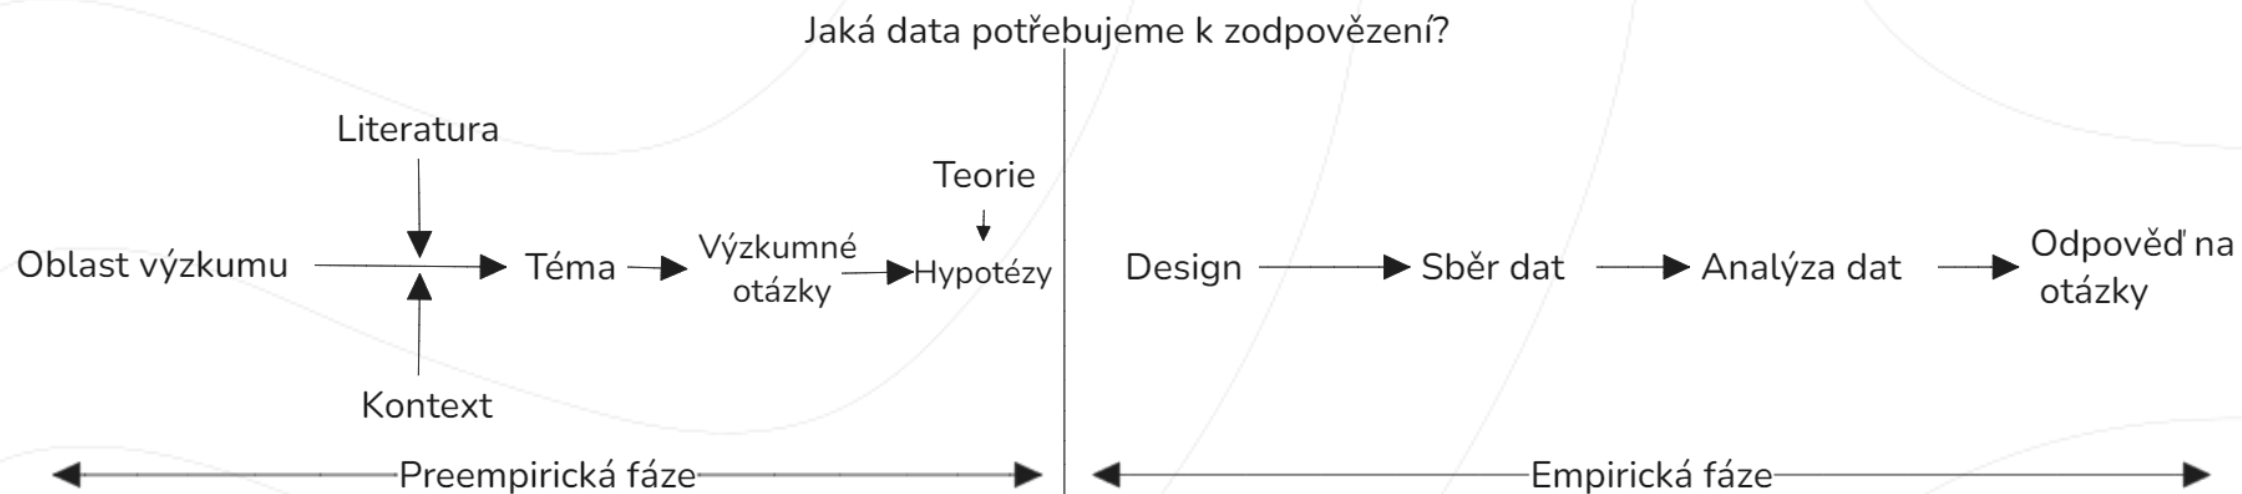 Jaká data potřebujeme k zodpovězení?
Literatura
Teorie
Oblast výzkumu
Téma
Výzkumné
otázky
Hypotézy
Design
Sběr dat
Analýza dat
Odpověď na
otázky
Kontext
Preempirická fáze
Empirická fáze